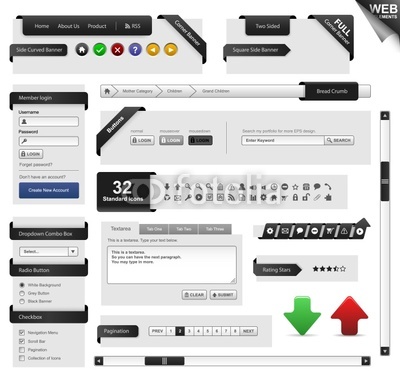 WEB
ELEMENTS
Home About Us Product RSS
Corner Banner
Two Sided
FULL
Corner Banner
Side Curved Banner
Square Side Banner
Member login
Username
Password
LOGIN
Forgot password?
Don't have an account?
Create New Account
Mother Category Children Grand Children
Bread Crumb
Buttons
normal mouseover mousedown
LOGIN LOGIN LOGIN
Search my portfolio for more EPS design.
Enter Keyword
SEARCH
32
Standard Icons
fotolia
Dropdown Combo Box
Select...
Radio Button
White Background
Grey Button
Black Banner
Checkbox
Navigation Menu
Scroll Bar
Pagination
Collection of Icons
Textarea Tab One Tab Two Tab Three
This is a textarea. Type your text below.
This is a textarea.
So you can have the next paragraph.
You may type in more.
CLEAR SUBMIT
Rating Stars
Pagination
PREV 1 2 3 4 5 6 7 8 NEXT